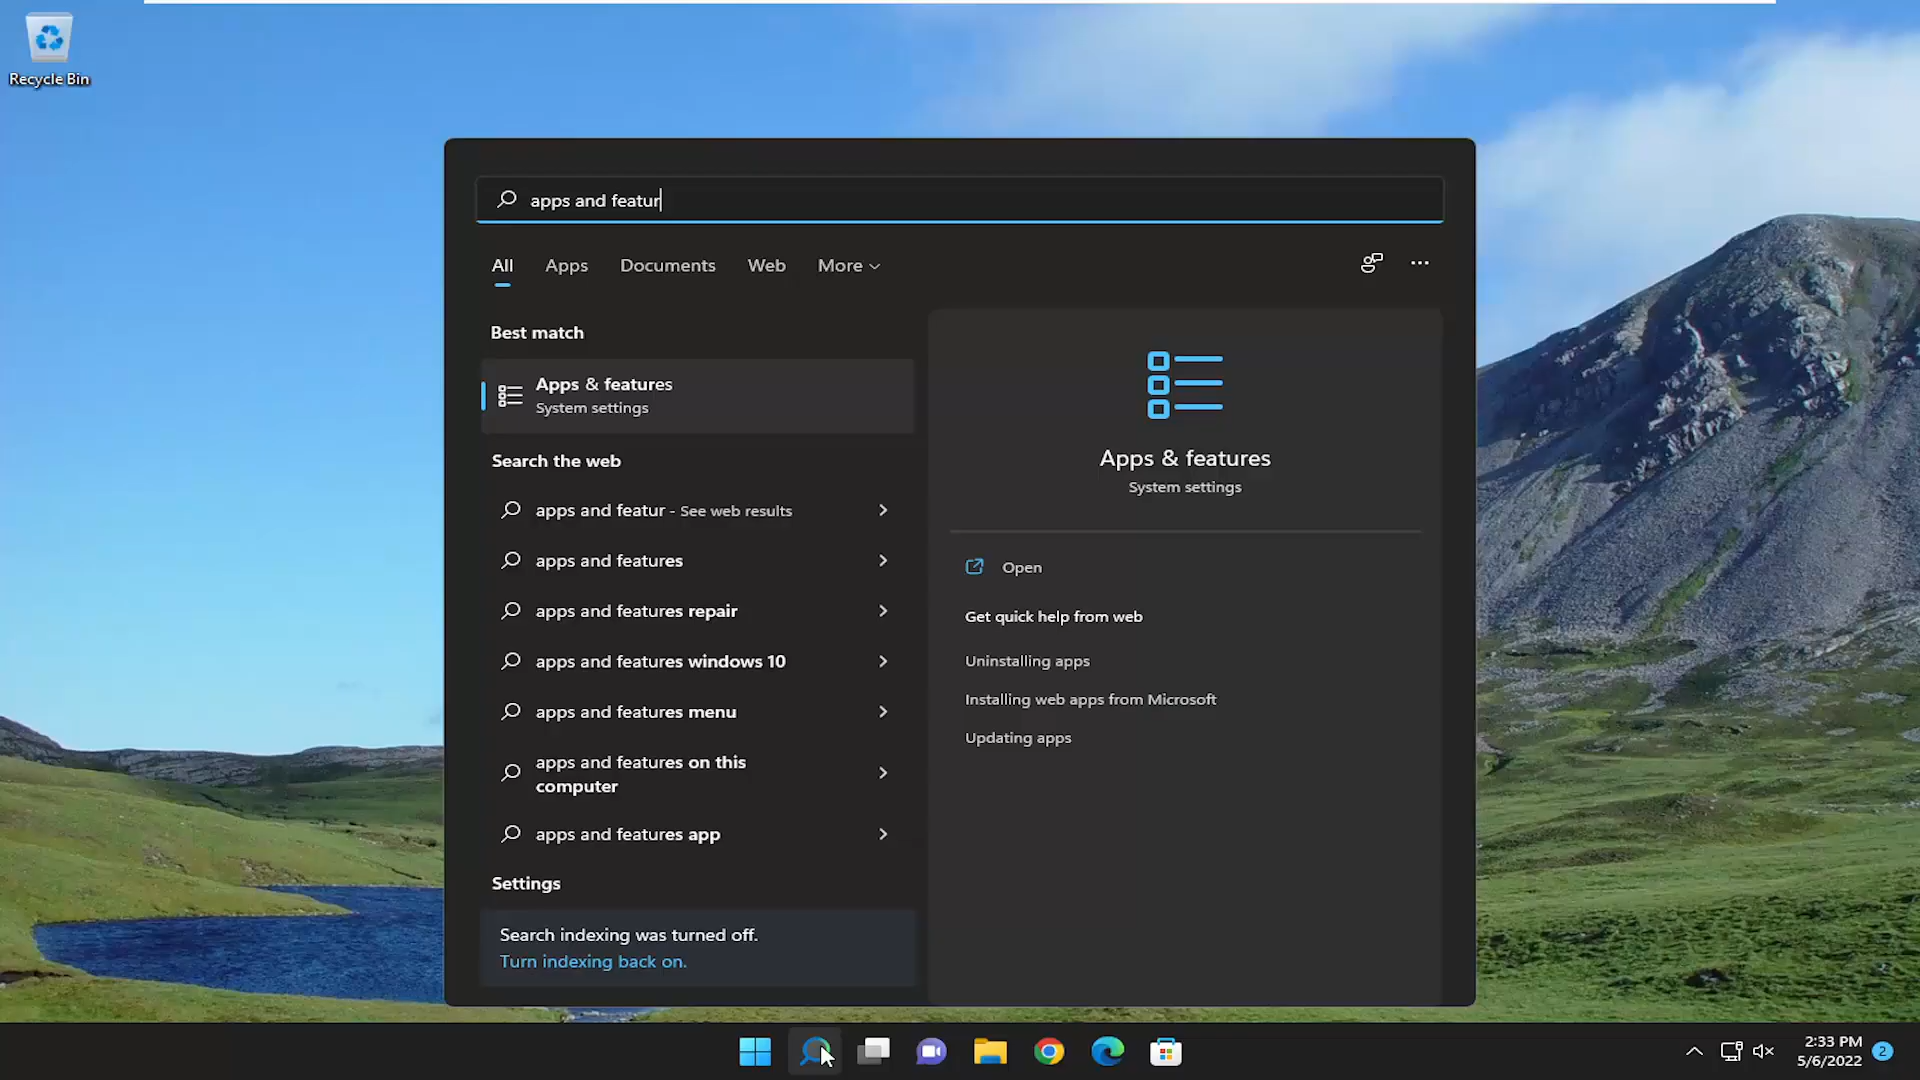 Recycle Bin
apps and featur
All
Apps
Documents
Web
More
Best match
Apps & features
System settings
Search the web
apps and featur - See web results
apps and features
apps and features repair
apps and features windows 10
apps and features menu
apps and features on this
computer
apps and features app
Settings
Search indexing was turned off.
Turn indexing back on.
Apps & features
System settings
Open
Get quick help from web
Uninstalling apps
Installing web apps from Microsoft
Updating apps
2:33 PM
5/6/2022
2